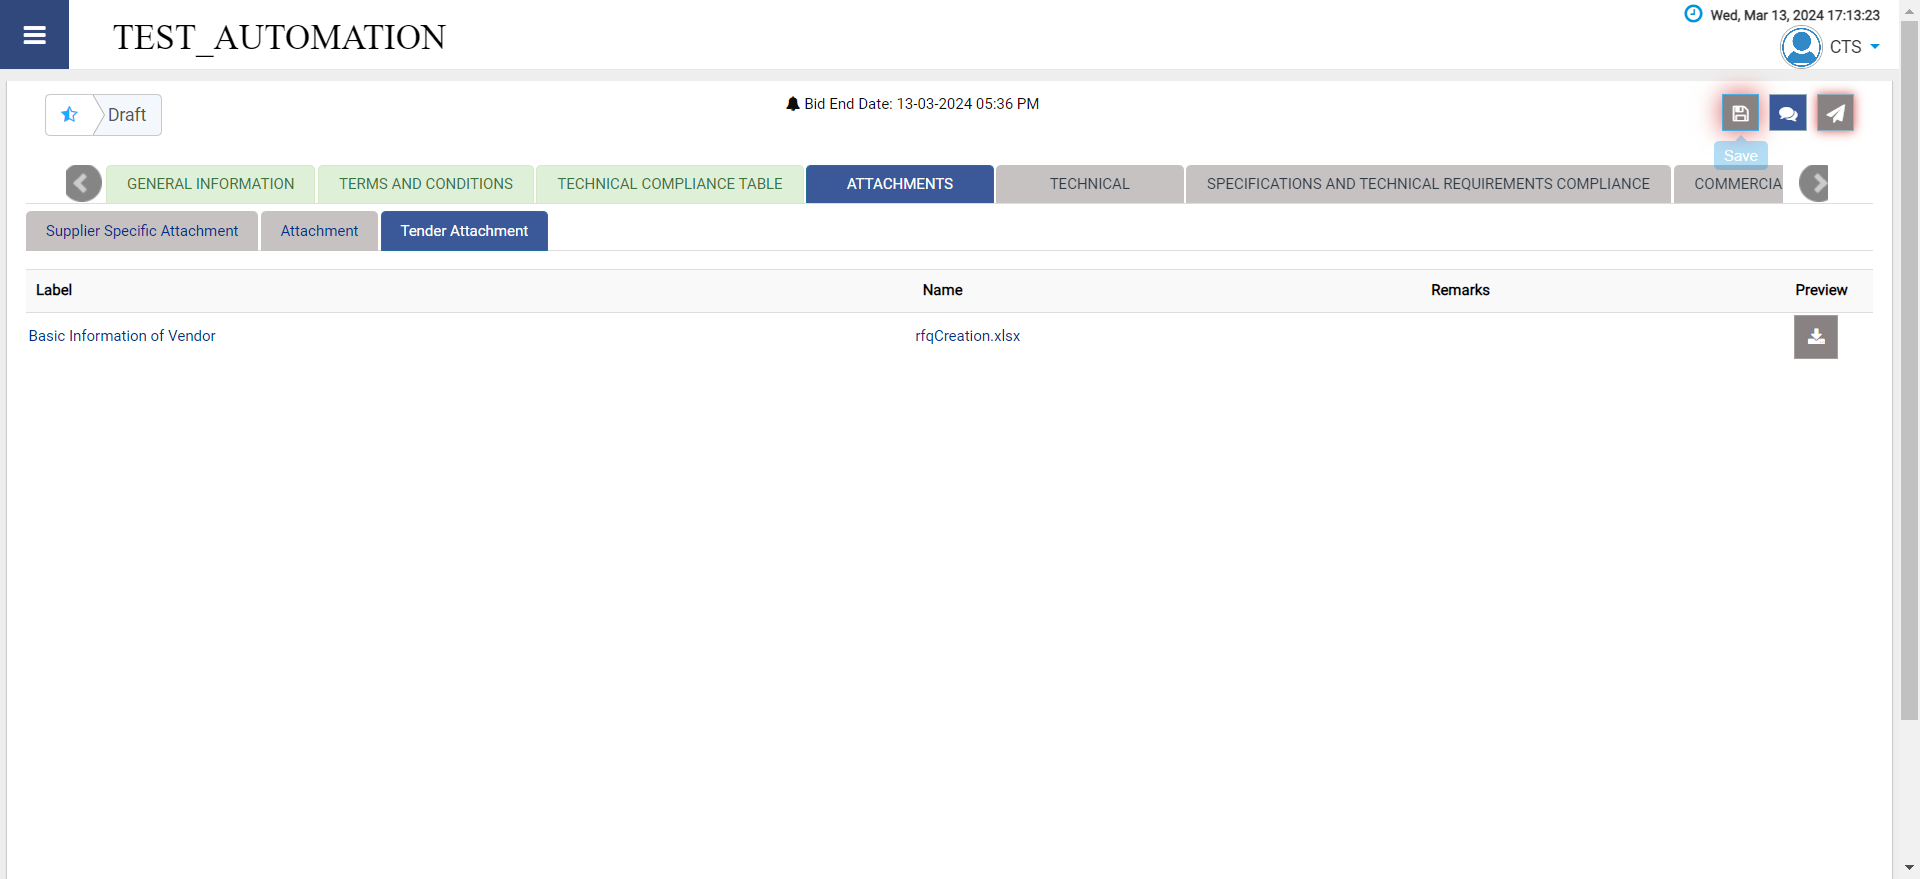 TEST_AUTOMATION
Wed, Mar 13, 2024 17:13:23
CTS
Draft
Bid End Date: 13-03-2024 05:36 PM
Save
GENERAL INFORMATION TERMS AND CONDITIONS TECHNICAL COMPLIANCE TABLE ATTACHMENTS TECHNICAL SPECIFICATIONS AND TECHNICAL REQUIREMENTS COMPLIANCE COMMERCIA
Supplier Specific Attachment Attachment Tender Attachment
Label Name Remarks Preview
Basic Information of Vendor rfqCreation.xlsx